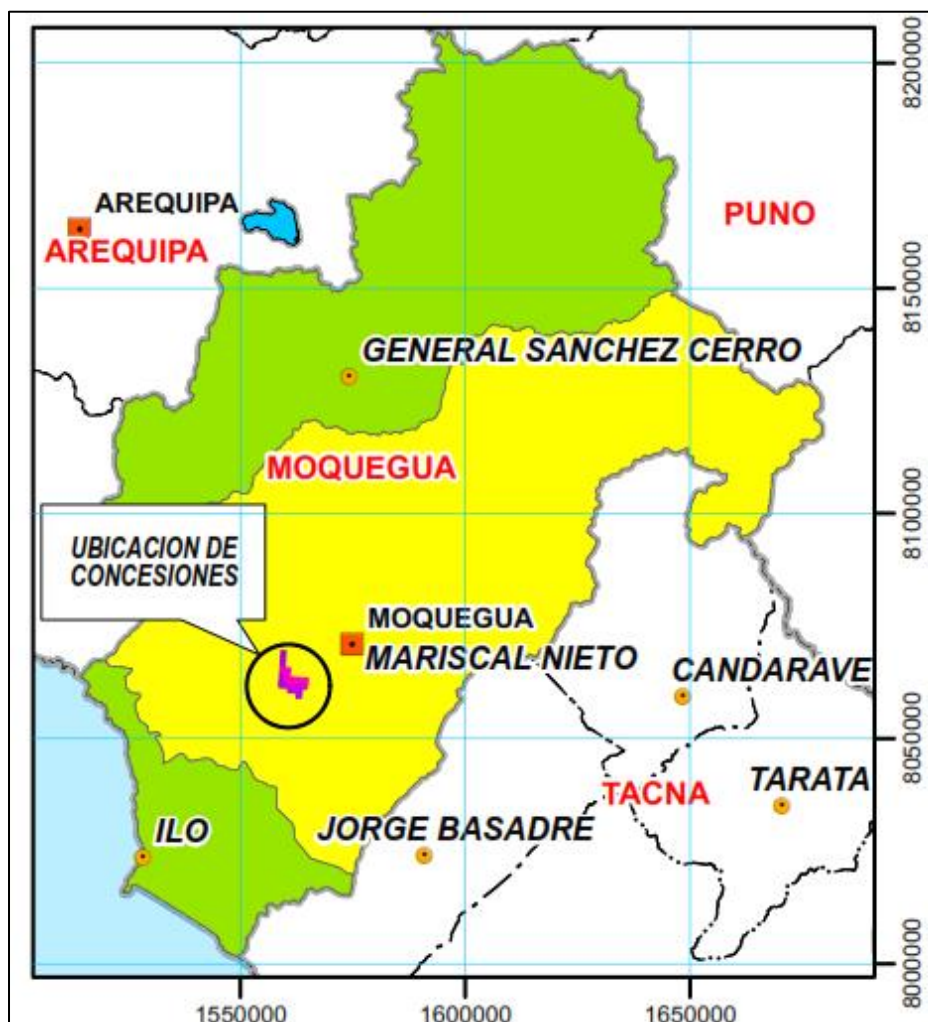 8200000
AREQUIPA
AREQUIPA
PUNO
8150000
GENERAL SANCHEZ CERRO
MOQUEGUA
8100000
UBICACION DE
CONCESIONES
MOQUEGUA
MARISCAL NIETO
CANDARAVE
8050000
TACNA
TARATA
ILO
JORGE BASADRE
8000000
1550000
1600000
1650000